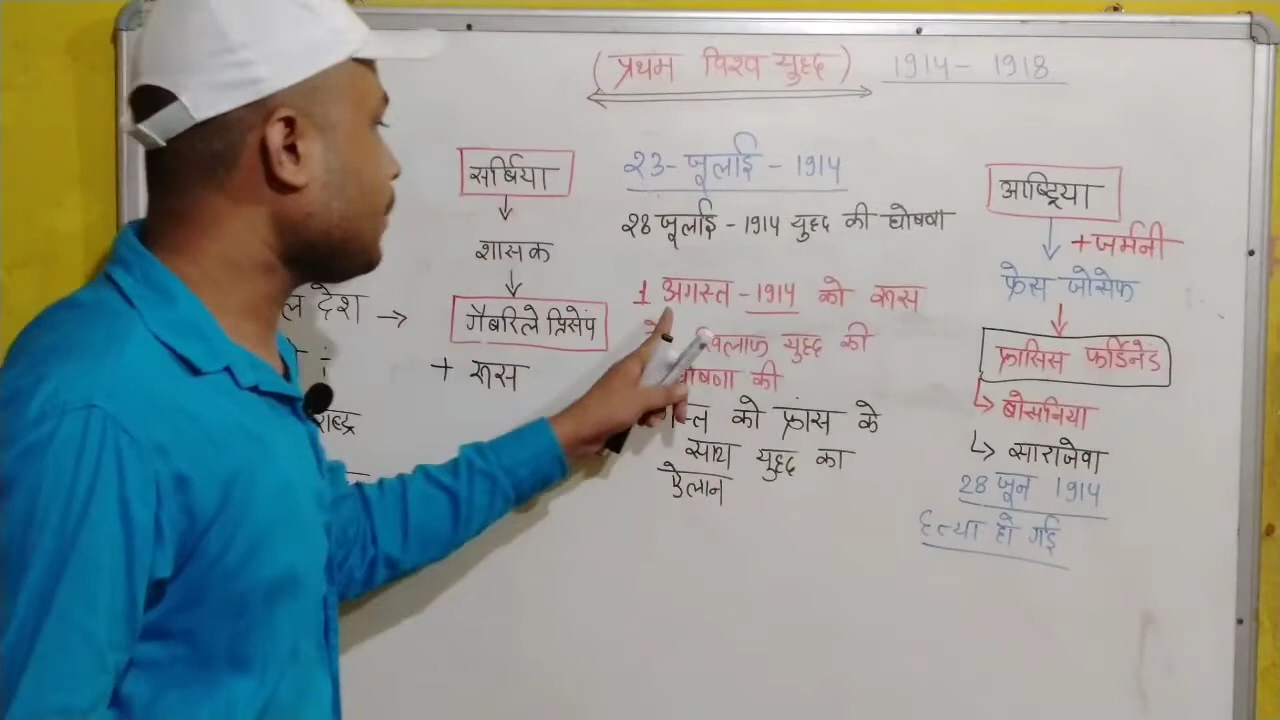 (प्रथम विश्व युद्ध) 1914 - 1918
सर्बिया
शासक
गैबरिले प्रिंसेप
+ रूस
ल देश →
राष्ट्र
23 - जूलाई - 1914
28 जूलाई - 1914 युद्ध की घोषणा
1 अगस्त - 1914 को रूस
खिलाफ युद्ध की
घोषणा की
को फ्रांस के
साथ युद्ध का
ऐलान
आष्ट्रिया
+ जर्मनी
फ्रेंस जोसेफ
फ्रांसिस फर्डिनेंड
बोसनिया
साराजेवा
28 जून 1914
हत्या हो गई